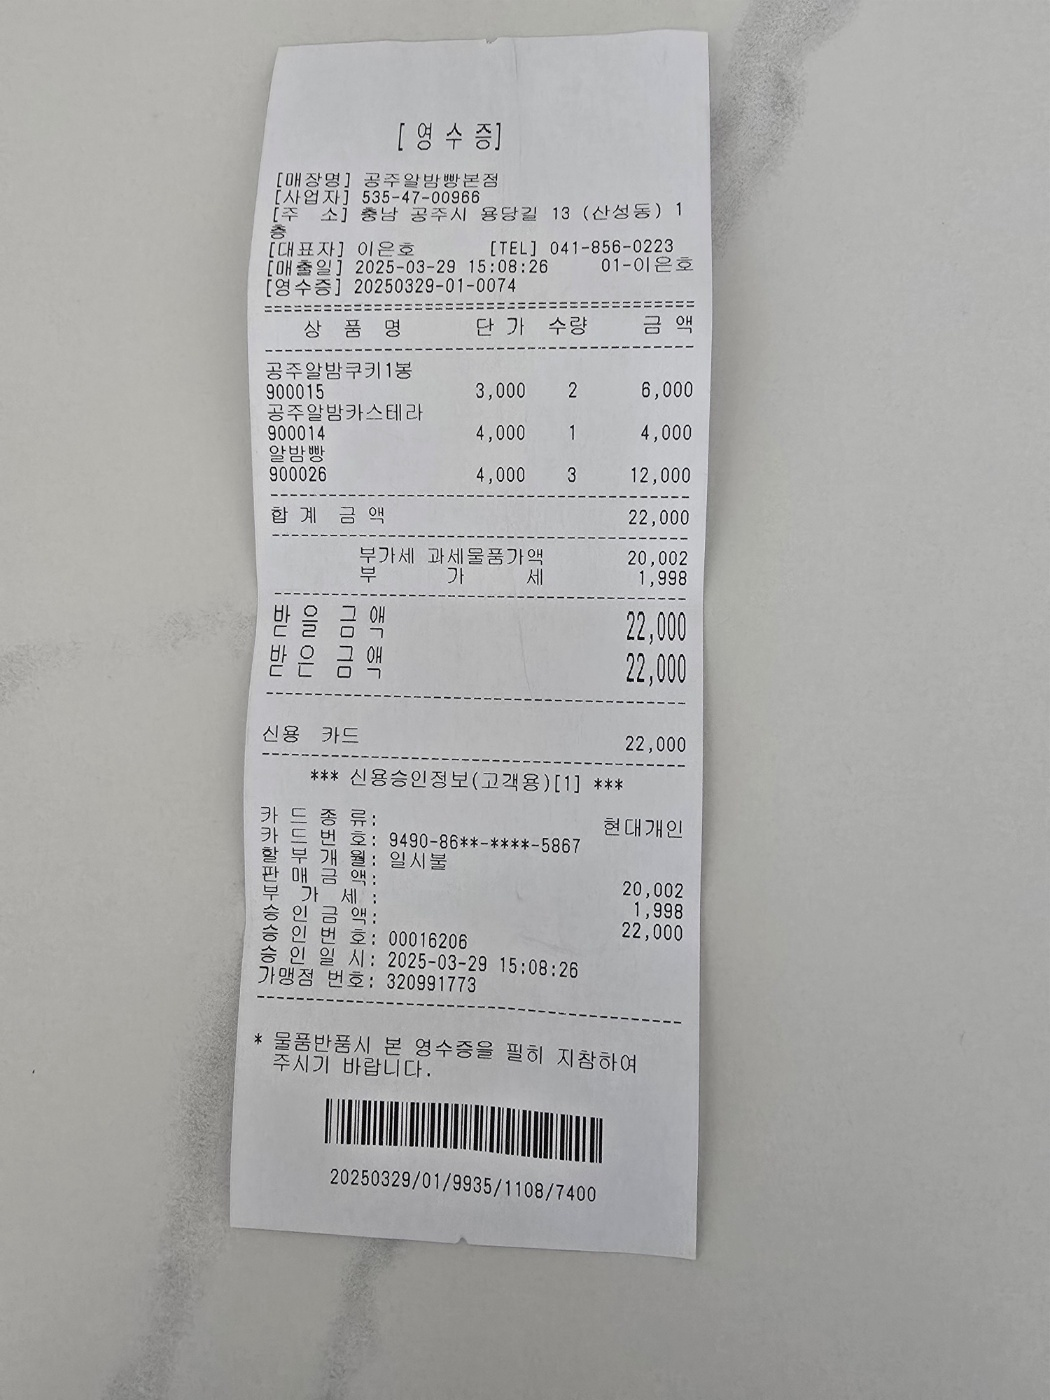 [ 영 수 증]
[매장명] 공주알밤빵본점
[사업자] 535-47-00966
[주 소] 충남 공주시 용당길 13 (산성동) 1
층
[대표자] 이은호 [TEL] 041-856-0223
[매출일] 2025-03-29 15:08:26 01-이은호
[영수증] 20250329-01-0074
상 품 명 단 가 수량 금 액
공주알밤쿠키1봉
900015 3,000 2 6,000
공주알밤카스테라
900014 4,000 1 4,000
알밤빵
900026 4,000 3 12,000
합 계 금 액 22,000
부가세 과세물품가액 20,002
부 가 세 1,998
받 을 금 액 22,000
받 은 금 액 22,000
신용 카드 22,000
*** 신용승인정보(고객용)[1] ***
카 드 종 류: 현대개인
카 드 번 호: 9490-86**-****-5867
할 부 개 월: 일시불
판 매 금 액: 20,002
부 가 세 : 1,998
승 인 금 액: 22,000
승 인 번 호: 00016206
승 인 일 시: 2025-03-29 15:08:26
가맹점 번호: 320991773
* 물품반품시 본 영수증을 필히 지참하여
주시기 바랍니다.
20250329/01/9935/1108/7400